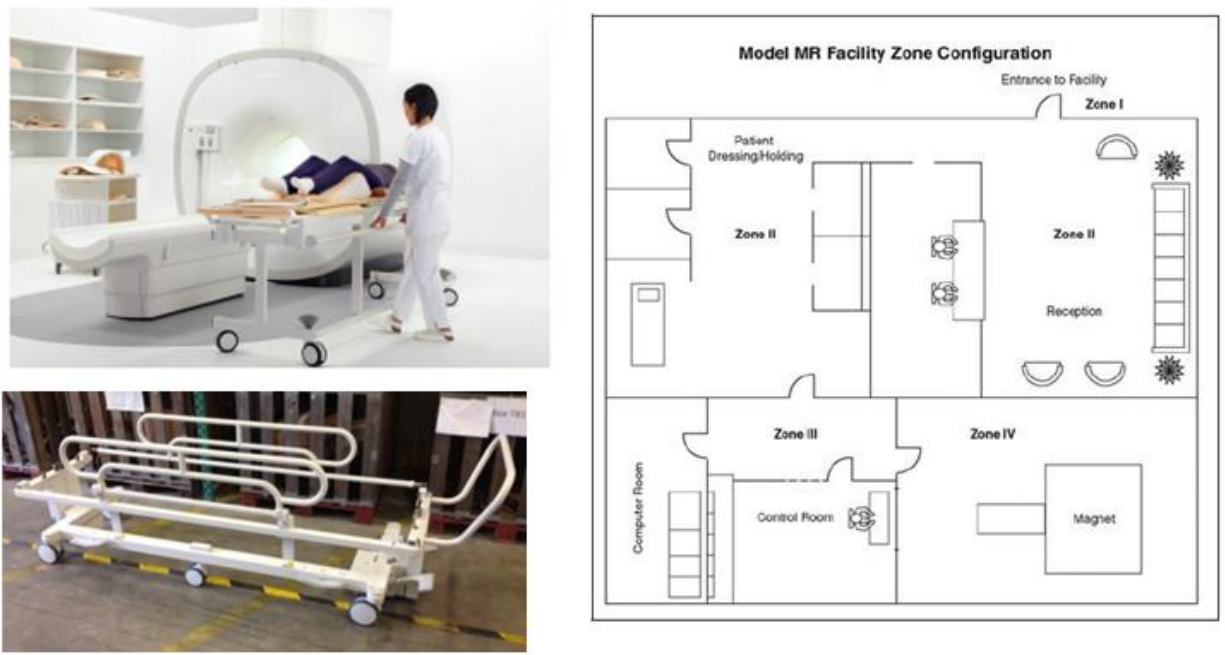 Model MR Facility Zone Configuration
Entrance to Facility
Zone I
Patient
Dressing/Holding
Zone II
Zone II
Reception
Zone III
Zone IV
Computer Room
Control Room
Magnet